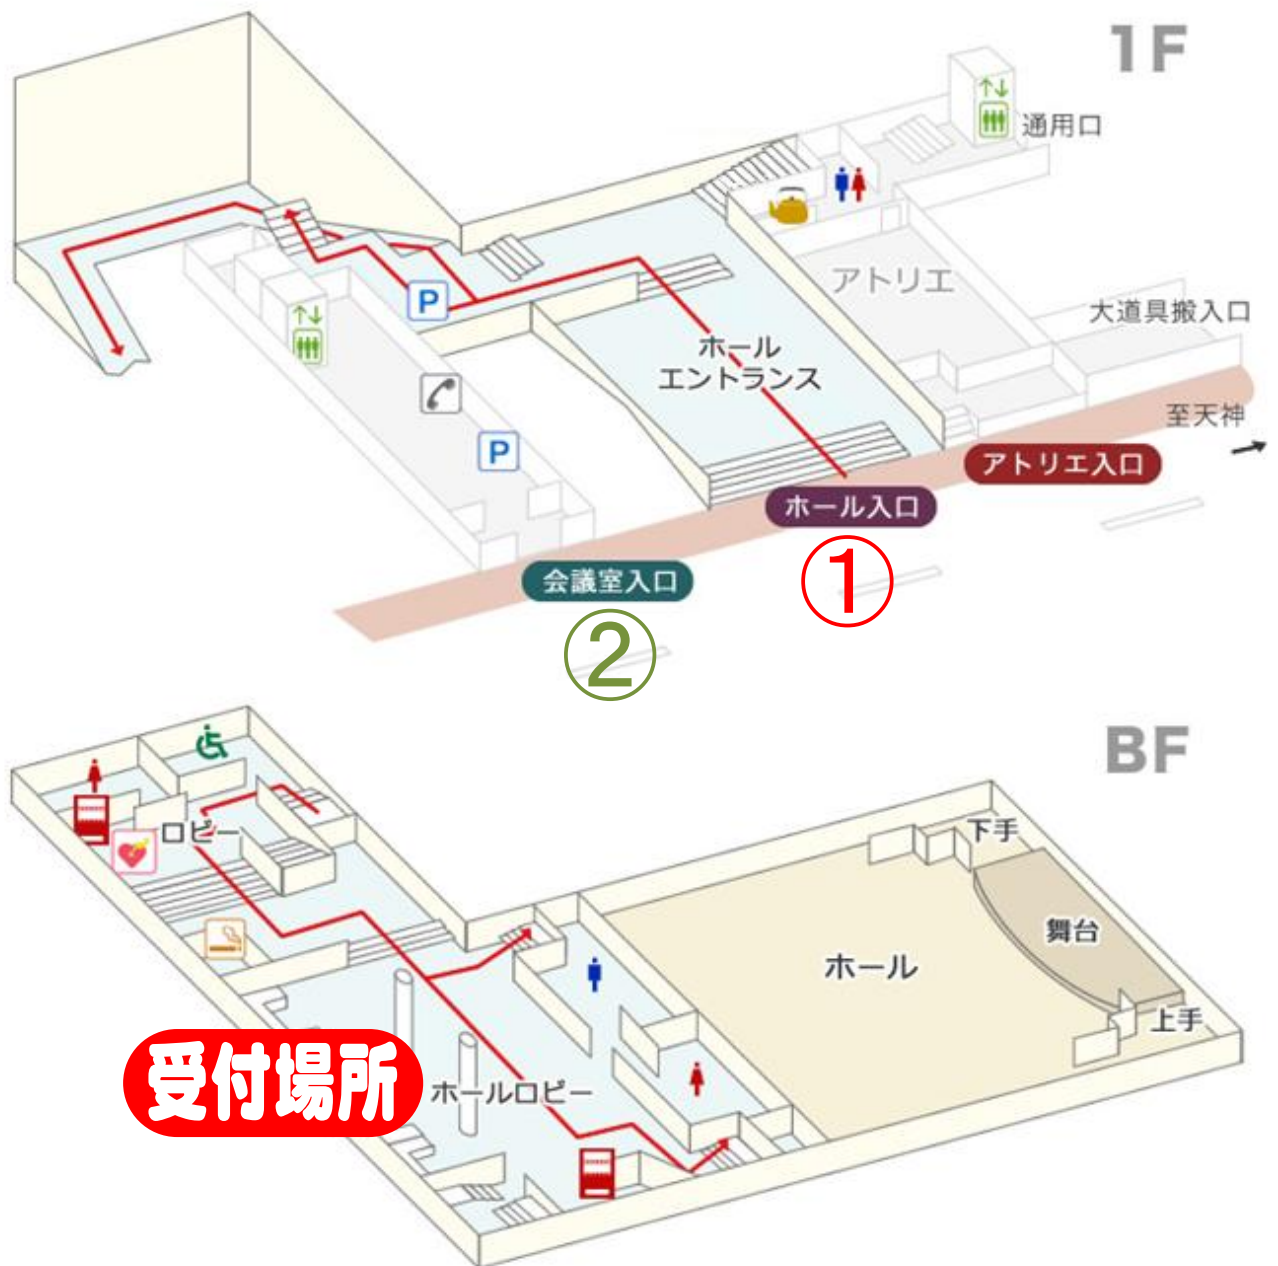 1F
通用口
アトリエ
大道具搬入口
P
ホール
エントランス
至天神
P
アトリエ入口
ホール入口
①
会議室入口
②
BF
下手
ロビー
舞台
ホール
上手
受付場所
ホールロビー